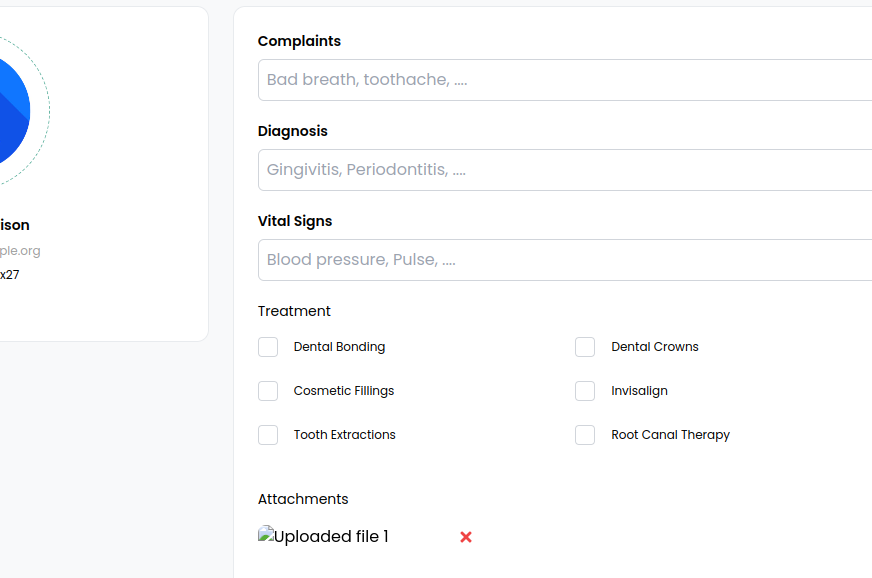 Complaints
Bad breath, toothache, ....
Diagnosis
Gingivitis, Periodontitis, ....
ison
Vital Signs
ple.org
Blood pressure, Pulse, ....
x27
Treatment
Dental Bonding
Dental Crowns
Cosmetic Fillings
Invisalign
Tooth Extractions
Root Canal Therapy
Attachments
Uploaded file 1